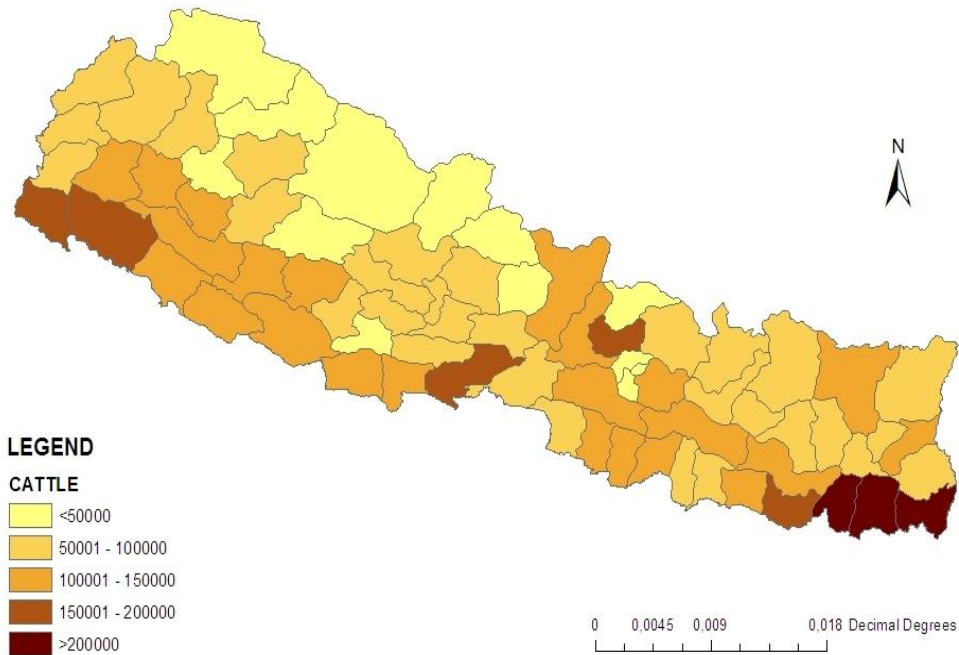 N
LEGEND
CATTLE
<50000
50001 - 100000
100001 - 150000
150001 - 200000
>200000
0 0,0045 0,009 0,018 Decimal Degrees